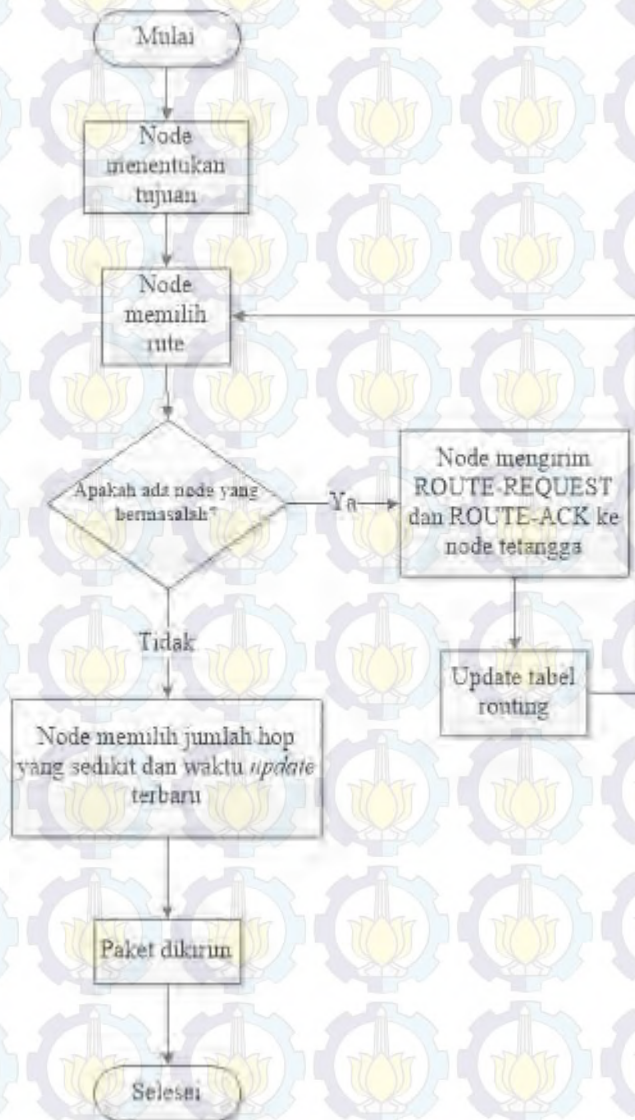 Mulai
Node
menentukan
tujuan
Node
memilih
rute
Apakah ada node yang
bermasalah?
Ya
Node mengirim
ROUTE-REQUEST
dan ROUTE-ACK ke
node tetangga
Update tabel
routing
Tidak
Node memilih jumlah hop
yang sedikit dan waktu update
terbaru
Paket dikirim
Selesai